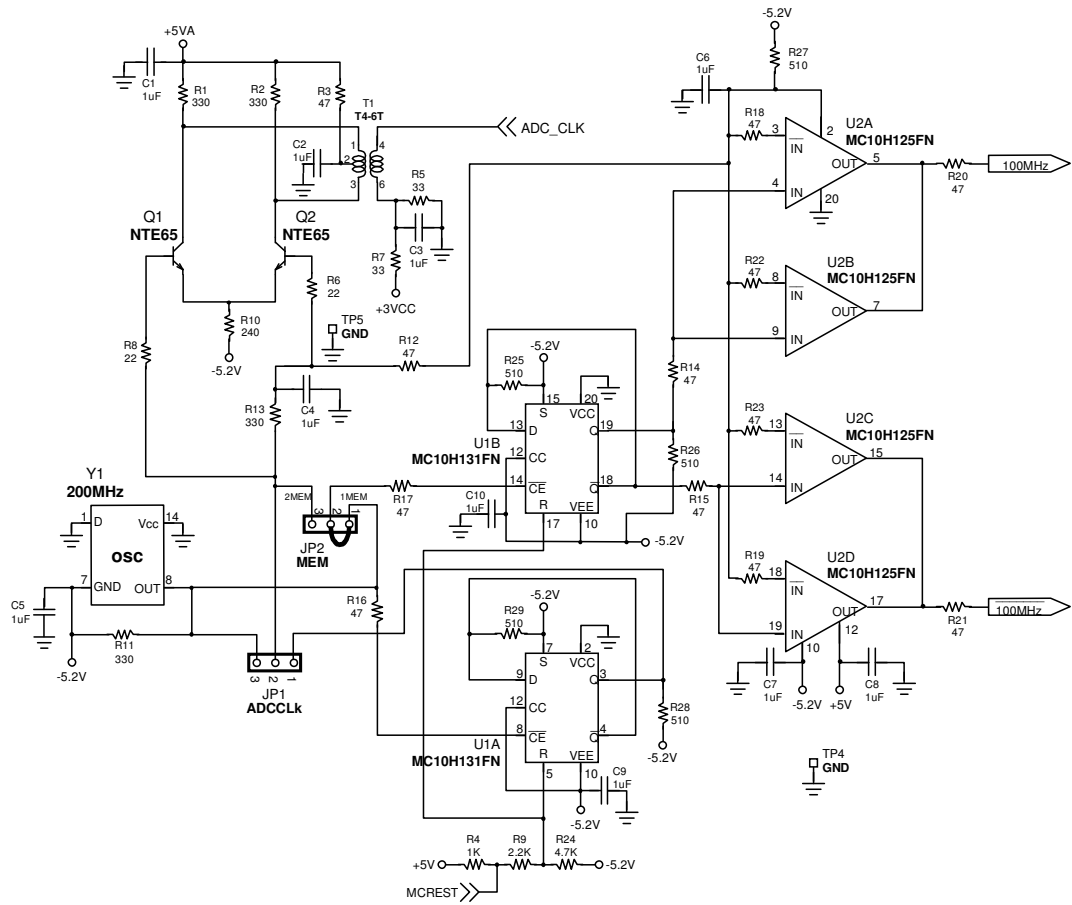 +5VA
C1
1uF
R1
330
R2
330
R3
47
T1
T4-6T
ADC_CLK
C2
1uF
1
2
3
4
6
R5
33
C3
1uF
R7
33
+3VCC
Q1
NTE65
Q2
NTE65
R6
22
R10
240
-5.2V
R8
22
TP5
GND
R12
47
R13
330
C4
1uF
-5.2V
R27
510
C6
1uF
R18
47
3
IN
2
U2A
MC10H125FN
OUT
5
4
IN
20
R20
47
100MHz
R22
47
8
IN
U2B
MC10H125FN
OUT
7
9
IN
R14
47
R23
47
13
IN
U2C
MC10H125FN
OUT
15
14
IN
R26
510
R15
47
R19
47
18
IN
U2D
MC10H125FN
OUT
17
12
19
IN
10
R21
47
100MHz
C7
1uF
-5.2V
+5V
C8
1uF
TP4
GND
-5.2V
R25
510
15
20
S
VCC
13
D
Q
19
U1B
MC10H131FN
12
CC
14
CE
Q
18
R
VEE
17
10
C10
1uF
-5.2V
R17
47
2MEM
1MEM
3
2
1
JP2
MEM
Y1
200MHz
1
D
Vcc
14
OSC
7
GND
OUT
8
C5
1uF
-5.2V
R11
330
R16
47
3
2
1
JP1
ADCCLk
-5.2V
R29
510
7
2
S
VCC
9
D
Q
3
12
CC
8
CE
Q
4
U1A
MC10H131FN
R
VEE
5
10
R28
510
-5.2V
C9
1uF
-5.2V
R4
1K
R9
2.2K
R24
4.7K
+5V
-5.2V
MCREST